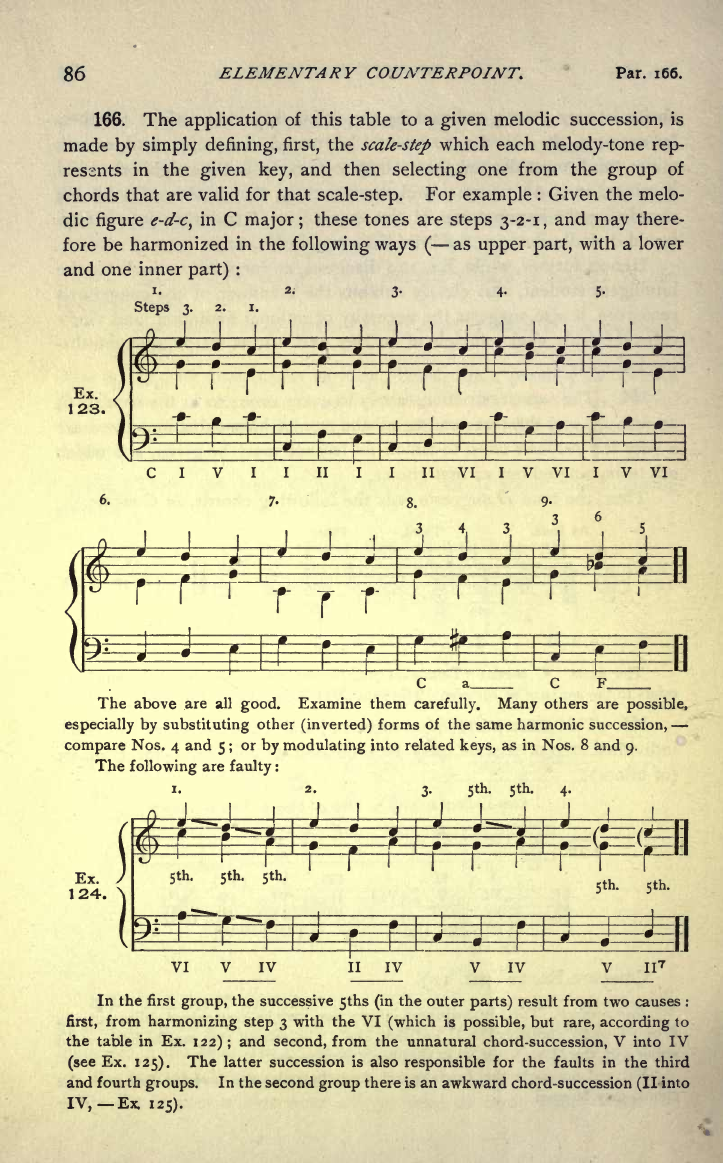 86 ELEMENTARY COUNTERPOINT. Par. 166.
166. The application of this table to a given melodic succession, is
made by simply defining, first, the scale-step which each melody-tone rep-
resents in the given key, and then selecting one from the group of
chords that are valid for that scale-step. For example: Given the melo-
dic figure e-d-c, in C major; these tones are steps 3-2-1, and may there-
fore be harmonized in the following ways (— as upper part, with a lower
and one inner part):
1. 2. 3. 4. 5.
Steps 3. 2. 1.
Ex.
123.
C I V I I II I I II VI I V VI I V VI
6. 7. 8. 9.
3 4 3 3 6 5
C a C F
The above are all good. Examine them carefully. Many others are possible,
especially by substituting other (inverted) forms of the same harmonic succession,—
compare Nos. 4 and 5; or by modulating into related keys, as in Nos. 8 and 9.
The following are faulty:
1. 2. 3. 5th. 5th. 4.
Ex.
124.
5th. 5th. 5th. 5th. 5th.
VI V IV II IV V IV V II7
In the first group, the successive 5ths (in the outer parts) result from two causes:
first, from harmonizing step 3 with the VI (which is possible, but rare, according to
the table in Ex. 122); and second, from the unnatural chord-succession, V into IV
(see Ex. 125). The latter succession is also responsible for the faults in the third
and fourth groups. In the second group there is an awkward chord-succession (II into
IV, — Ex. 125).